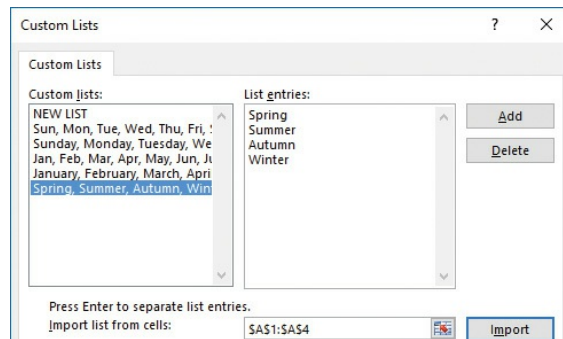 Custom Lists
?
Custom Lists
Custom lists:
NEW LIST
Sun, Mon, Tue, Wed, Thu, Fri,
Sunday, Monday, Tuesday, We
Jan, Feb, Mar, Apr, May, Jun,
January, February, March, Apri
Spring, Summer, Autumn, Win
List entries:
Spring
Summer
Autumn
Winter
Add
Delete
Press Enter to separate list entries.
Import list from cells:
$A$1:$A$4
Import